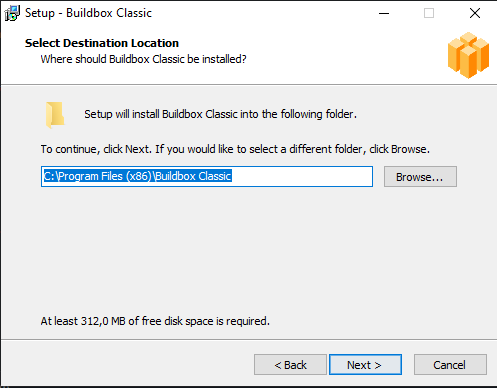 Setup - Buildbox Classic
Select Destination Location
Where should Buildbox Classic be installed?
Setup will install Buildbox Classic into the following folder.
To continue, click Next. If you would like to select a different folder, click Browse.
C:\Program Files (x86)\Buildbox Classic
Browse...
At least 312,0 MB of free disk space is required.
< Back
Next >
Cancel